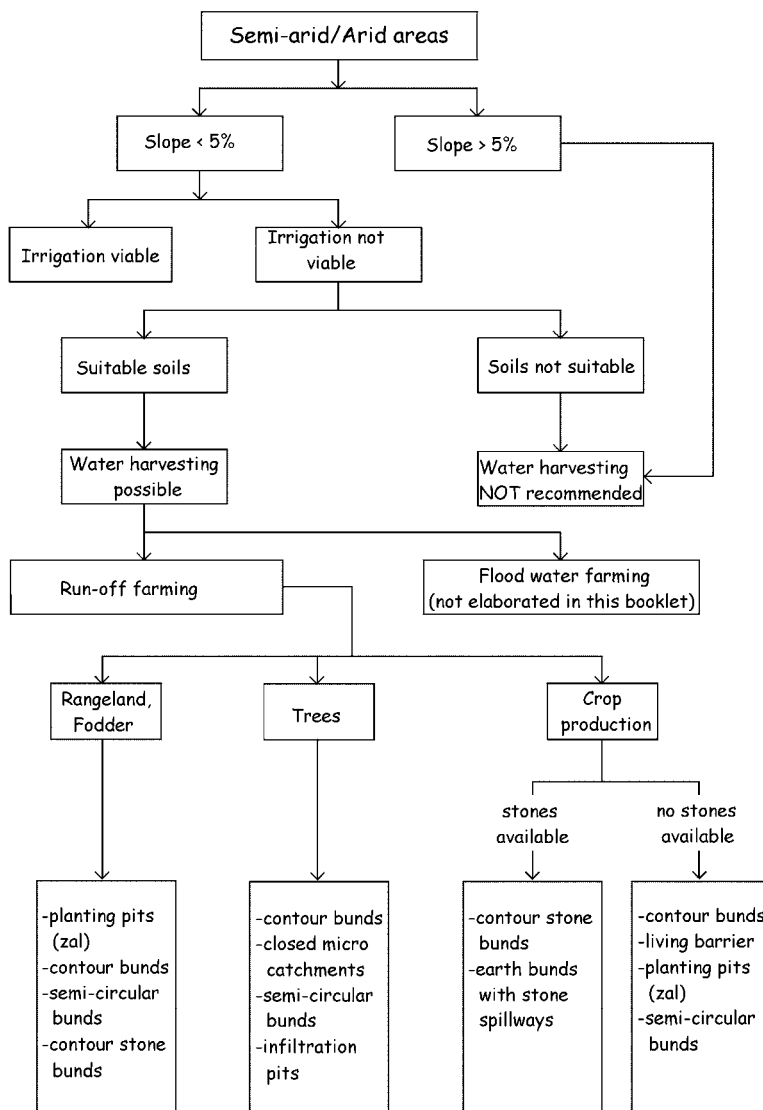 Semi-arid/Arid areas
Slope < 5%
Slope > 5%
Irrigation viable
Irrigation not
viable
Suitable soils
Soils not suitable
Water harvesting
possible
Water harvesting
NOT recommended
Run-off farming
Flood water farming
(not elaborated in this booklet)
Rangeland,
Fodder
Trees
Crop
production
stones
available
no stones
available
-planting pits
(zal)
-contour bunds
-semi-circular
bunds
-contour stone
bunds
-contour bunds
-closed micro
catchments
-semi-circular
bunds
-infiltration
pits
-contour stone
bunds
-earth bunds
with stone
spillways
-contour bunds
-living barrier
-planting pits
(zal)
-semi-circular
bunds